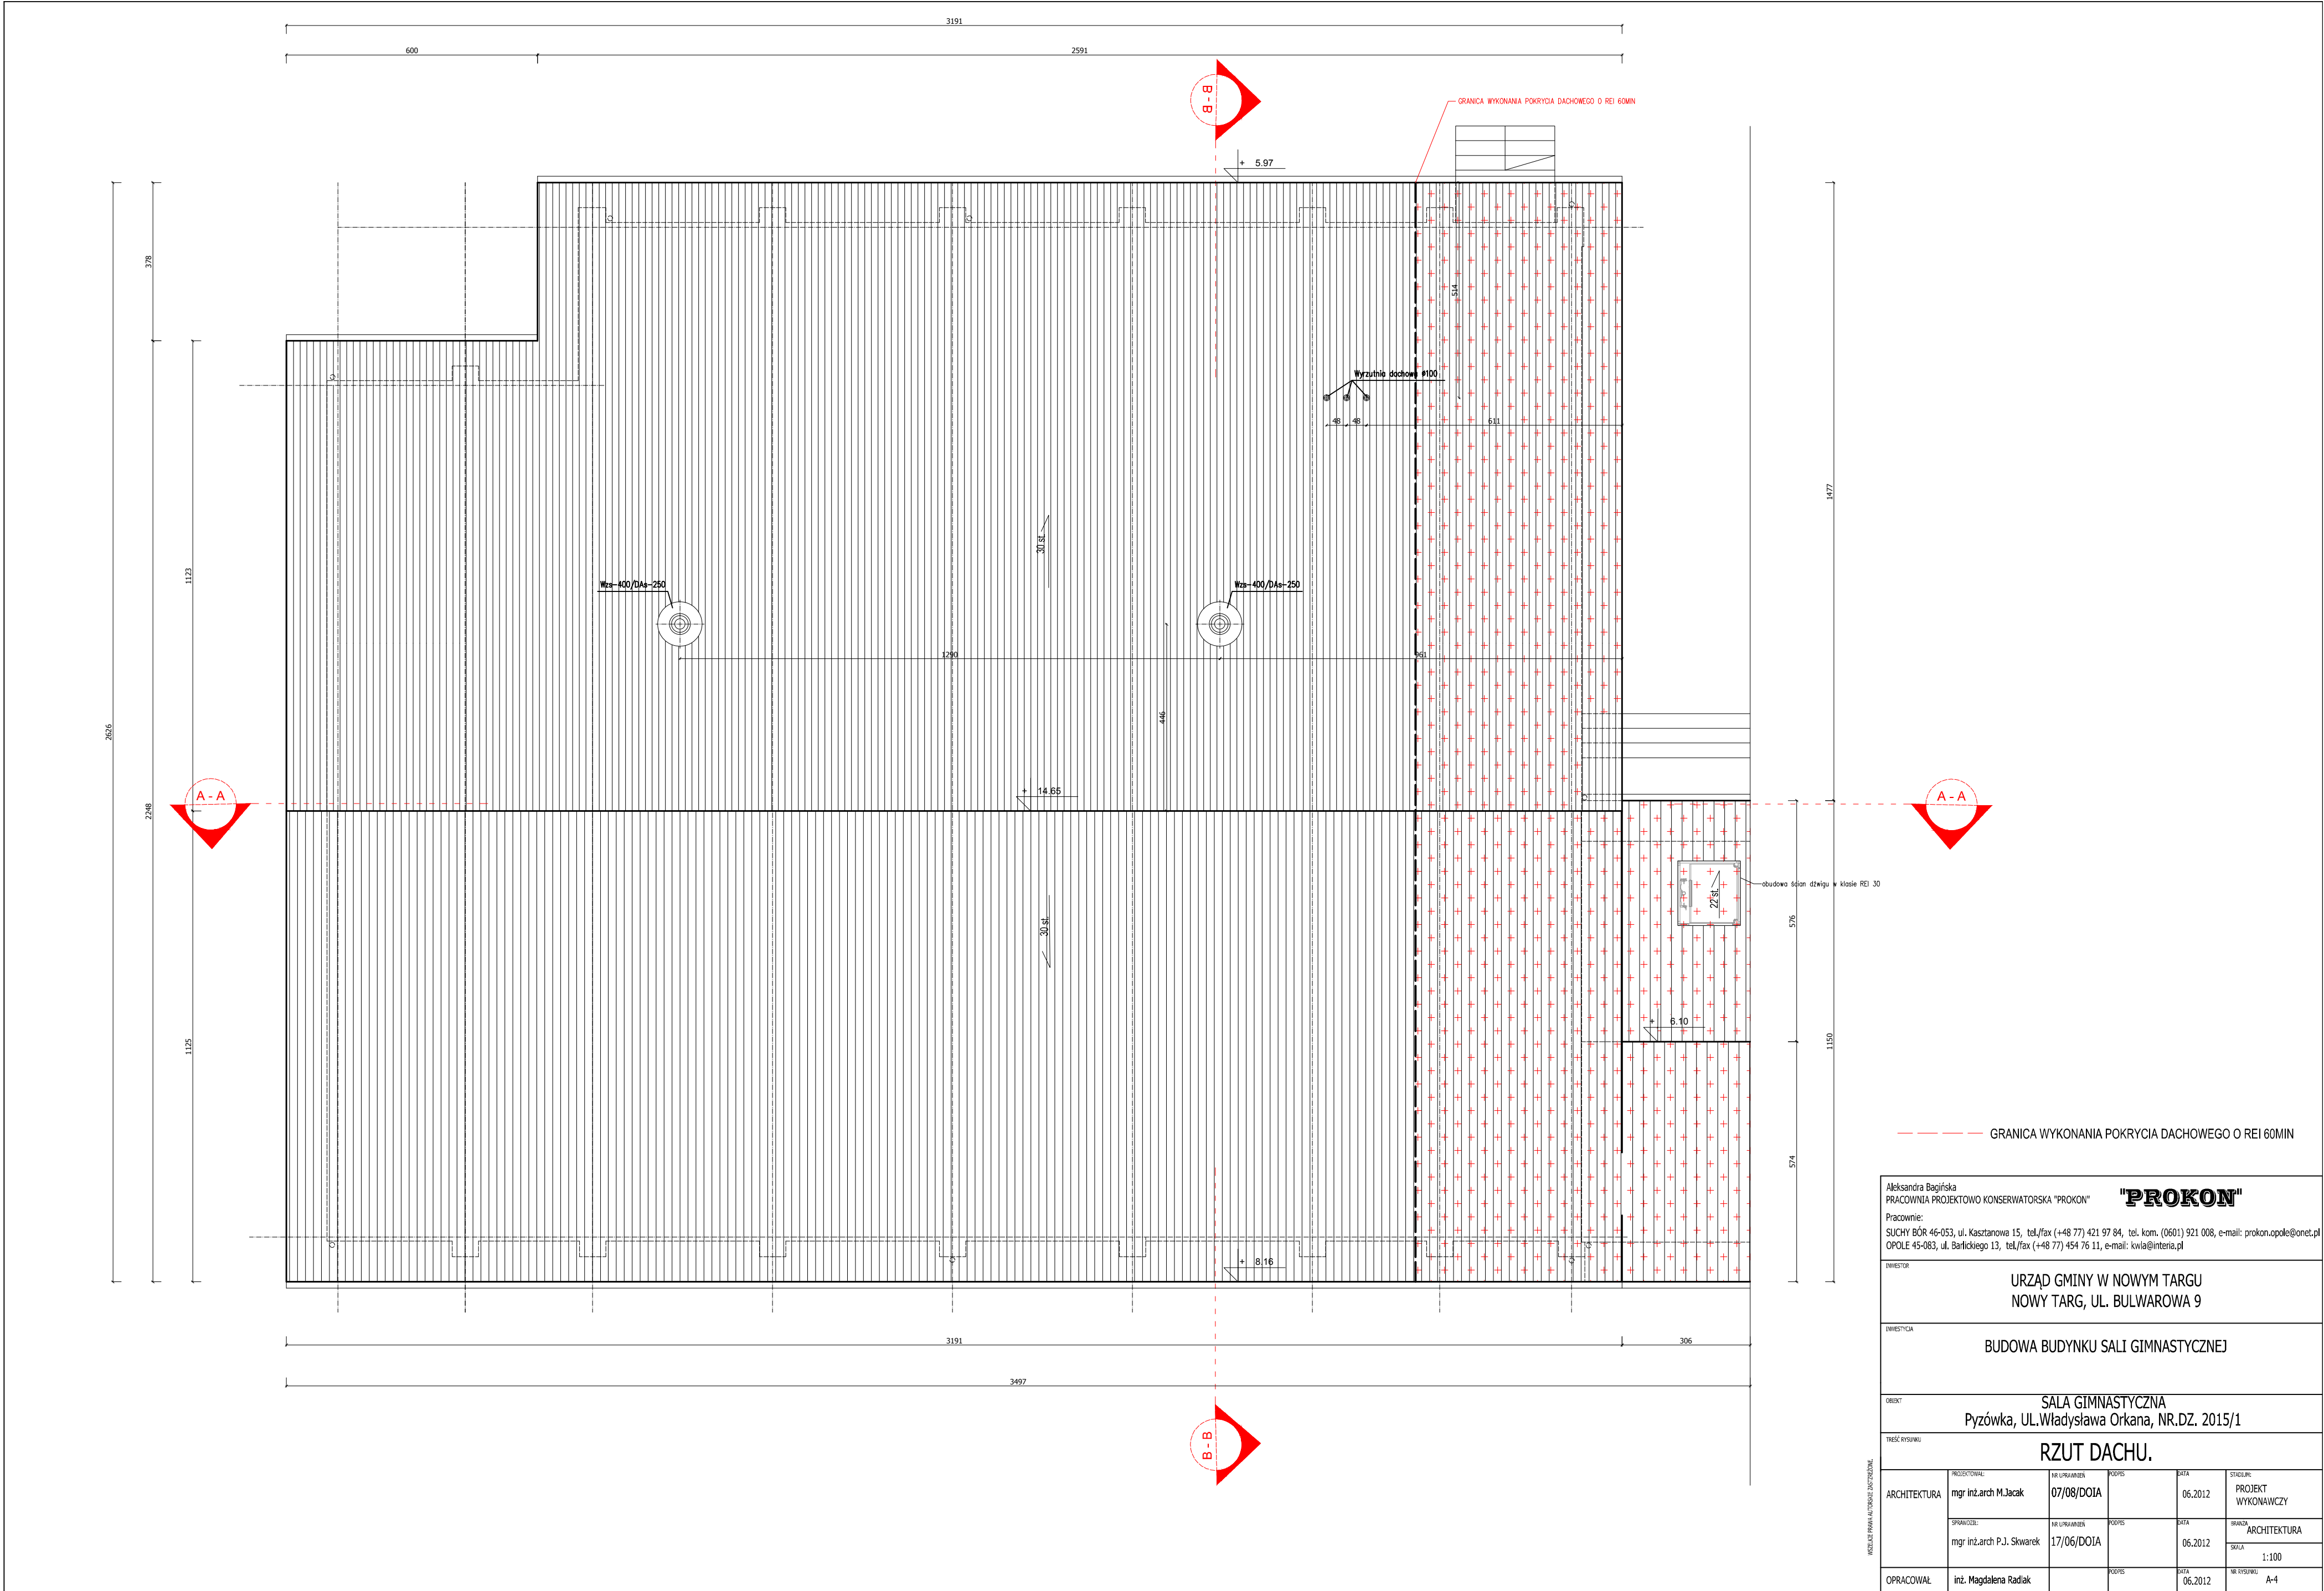 3191
600
2591
B - B
GRANICA WYKONANIA POKRYCIA DACHOWEGO O REI 60MIN
+ 5.97
378
514
1477
Wyrzutnia dachowa ø100
48 48 611
30 st.
1123
Wzs-400/DAs-250
Wzs-400/DAs-250
1290
961
446
2626
2248
A - A
+ 14.65
A - A
obudowa ścian dźwigu w klasie REI 30
22 st.
576
30 st.
+ 6.10
1125
1150
574
GRANICA WYKONANIA POKRYCIA DACHOWEGO O REI 60MIN
+ 8.16
3191
306
3497
B - B
Aleksandra Bagińska
PRACOWNIA PROJEKTOWO KONSERWATORSKA "PROKON"
"PROKON"
Pracownie:
SUCHY BÓR 46-053, ul. Kasztanowa 15, tel./fax (+48 77) 421 97 84, tel. kom. (0601) 921 008, e-mail: prokon.opole@onet.pl
OPOLE 45-083, ul. Barlickiego 13, tel./fax (+48 77) 454 76 11, e-mail: kwla@interia.pl
INWESTOR
URZĄD GMINY W NOWYM TARGU
NOWY TARG, UL. BULWAROWA 9
INWESTYCJA
BUDOWA BUDYNKU SALI GIMNASTYCZNEJ
OBIEKT
SALA GIMNASTYCZNA
Pyzówka, UL.Władysława Orkana, NR.DZ. 2015/1
TREŚĆ RYSUNKU
RZUT DACHU.
WSZELKIE PRAWA AUTORSKIE ZASTRZEŻONE.
ARCHITEKTURA
PROJEKTOWAŁ: NR UPRAWNIEŃ PODPIS DATA STADIUM:
mgr inż.arch M.Jacak 07/08/DOIA 06.2012 PROJEKT
WYKONAWCZY
SPRAWDZIŁ: NR UPRAWNIEŃ PODPIS DATA BRANŻA
ARCHITEKTURA
mgr inż.arch P.J. Skwarek 17/06/DOIA 06.2012
SKALA
1:100
PODPIS DATA NR RYSUNKU
OPRACOWAŁ inż. Magdalena Radlak 06.2012 A-4